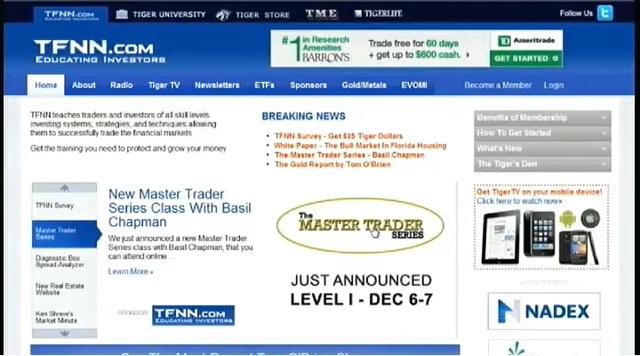 TFNN.COM TIGER UNIVERSITY TIGER STORE TME TIGERLIFE Follow Us
TFNN.COM
EDUCATING INVESTORS
#1 in Research Amenities BARRON'S
Trade free for 60 days + get up to $600 cash.
TD Ameritrade
GET STARTED
Home About Radio Tiger TV Newsletters ETFs Sponsors Gold/Metals EVOMI Become a Member Login
TFNN teaches traders and investors of all skill levels
investing systems, strategies, and techniques allowing
them to successfully trade the financial markets
Get the training you need to protect and grow your money
BREAKING NEWS
TFNN Survey - Get $25 Tiger Dollars
White Paper - The Bull Market In Florida Housing
The Master Trader Series - Basil Chapman
The Gold Report by Tom O'Brien
Benefits of Membership
How To Get Started
What's New
The Tiger's Den
TFNN Survey
Master Trader
Series
Diagnostic Box
Spread Analyzer
New Real Estate
Website
Ken Shreve's
Market Minute
New Master Trader
Series Class With Basil
Chapman
We just announced a new Master Trader
Series class with Basil Chapman, that you
can attend online
Learn More
SPONSOR TFNN.COM
EDUCATING INVESTORS
The
MASTER TRADER
SERIES
JUST ANNOUNCED
LEVEL I - DEC 6-7
Get TigerTV on your mobile device!
Click here to watch now
NADEX